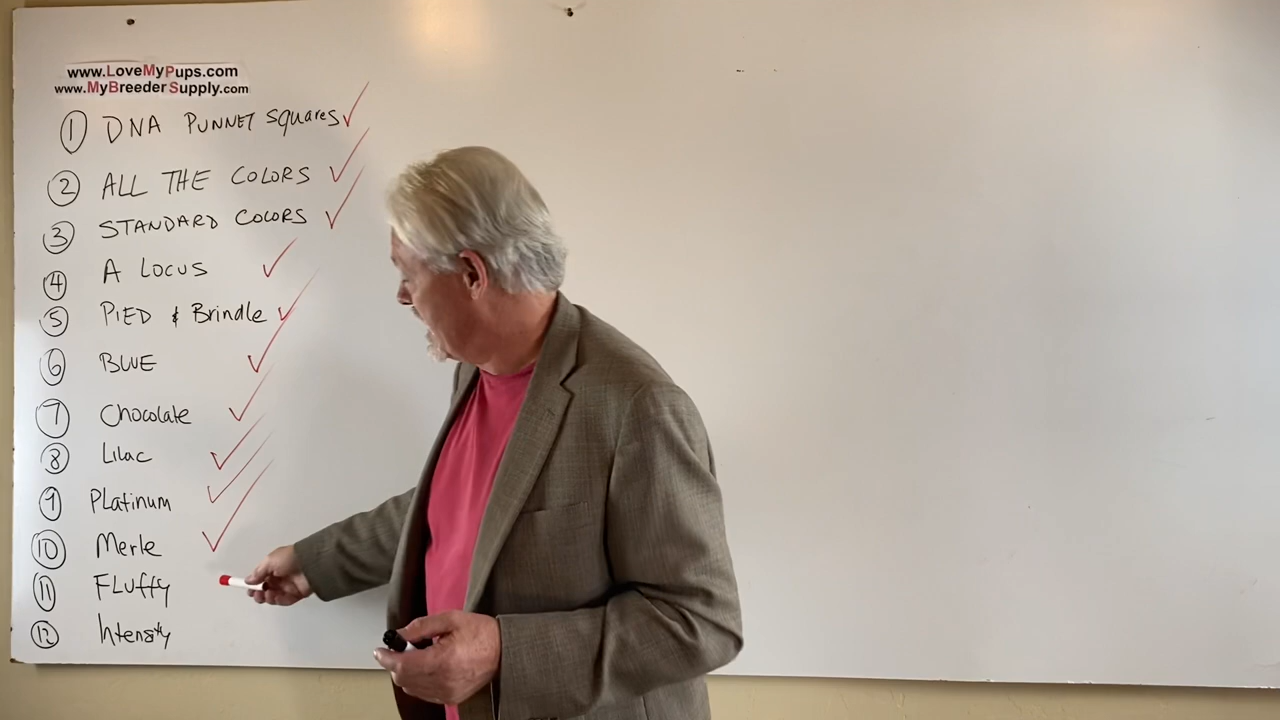 www.LoveMyPups.com
www.MyBreederSupply.com
1 DNA PUNNET SquareS
2 ALL THE COLORS
3 STANDARD COLORS
4 A LOCUS
5 PIED & Brindle
6 BLUE
7 Chocolate
8 Lilac
9 PLatinum
10 Merle
11 FLuffy
12 Intensity